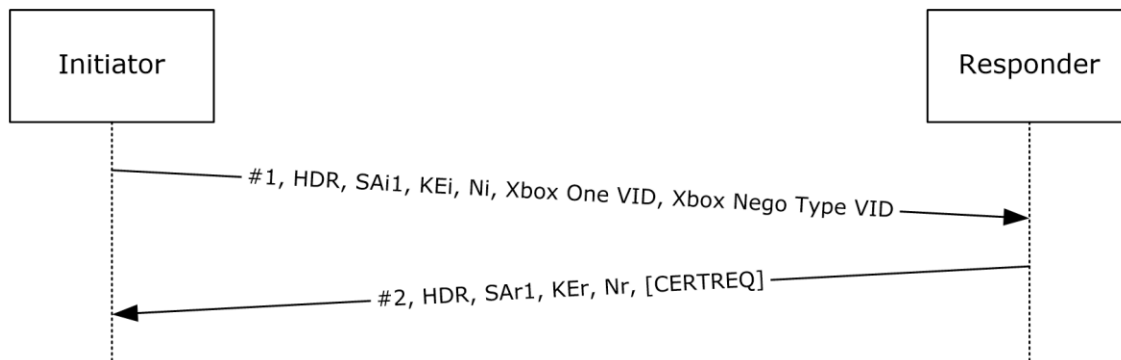 Initiator
Responder
#1, HDR, SAi1, KEi, Ni, Xbox One VID, Xbox Nego Type VID
#2, HDR, SAr1, KEr, Nr, [CERTREQ]